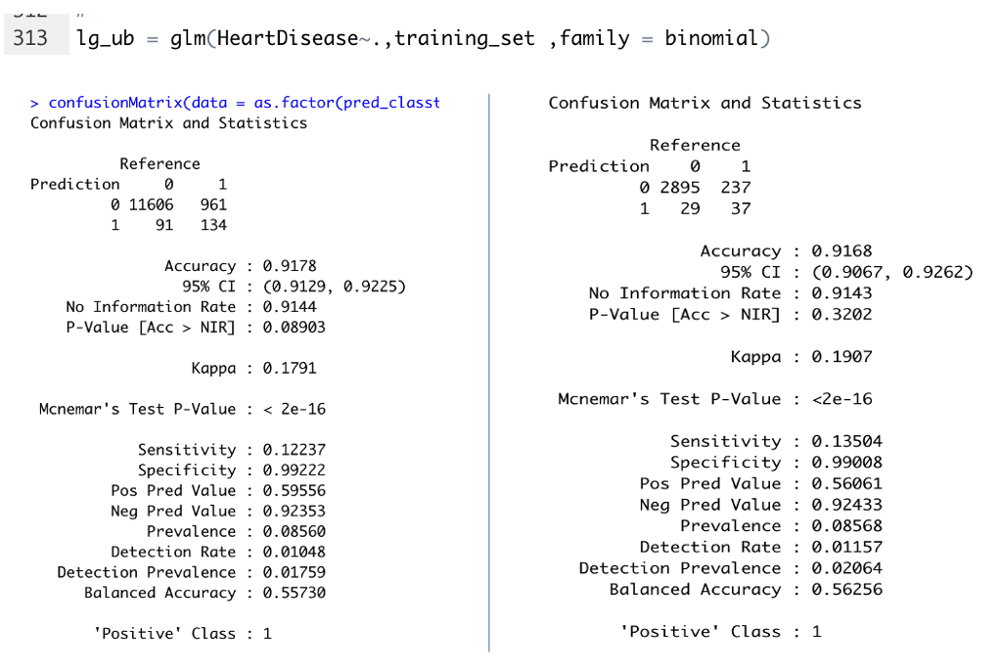 313 lg_ub = glm(HeartDisease~.,training_set ,family = binomial)
> confusionMatrix(data = as.factor(pred_classt
Confusion Matrix and Statistics
Reference
Prediction 0 1
0 11606 961
1 91 134
Accuracy : 0.9178
95% CI : (0.9129, 0.9225)
No Information Rate : 0.9144
P-Value [Acc > NIR] : 0.08903
Kappa : 0.1791
Mcnemar's Test P-Value : < 2e-16
Sensitivity : 0.12237
Specificity : 0.99222
Pos Pred Value : 0.59556
Neg Pred Value : 0.92353
Prevalence : 0.08560
Detection Rate : 0.01048
Detection Prevalence : 0.01759
Balanced Accuracy : 0.55730
'Positive' Class : 1
Confusion Matrix and Statistics
Reference
Prediction 0 1
0 2895 237
1 29 37
Accuracy : 0.9168
95% CI : (0.9067, 0.9262)
No Information Rate : 0.9143
P-Value [Acc > NIR] : 0.3202
Kappa : 0.1907
Mcnemar's Test P-Value : <2e-16
Sensitivity : 0.13504
Specificity : 0.99008
Pos Pred Value : 0.56061
Neg Pred Value : 0.92433
Prevalence : 0.08568
Detection Rate : 0.01157
Detection Prevalence : 0.02064
Balanced Accuracy : 0.56256
'Positive' Class : 1